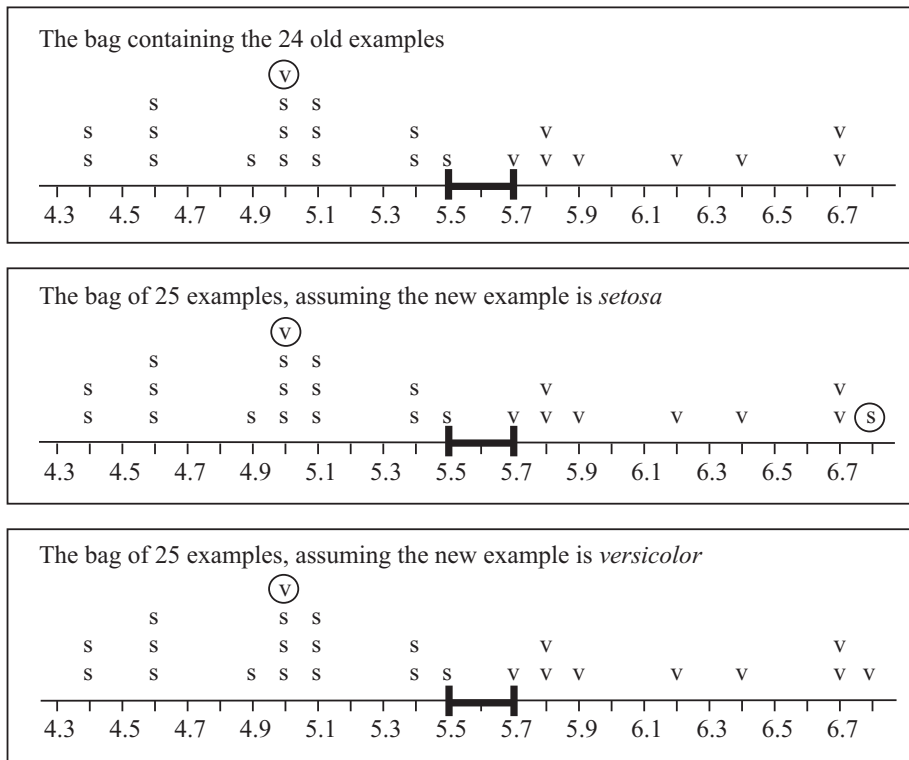 The bag containing the 24 old examples
v
s s s
s s s s s v v
s s s s s s s v v v v v v
4.3 4.5 4.7 4.9 5.1 5.3 5.5 5.7 5.9 6.1 6.3 6.5 6.7
The bag of 25 examples, assuming the new example is setosa
v
s s s
s s s s s v v
s s s s s s s v v v v v v s
4.3 4.5 4.7 4.9 5.1 5.3 5.5 5.7 5.9 6.1 6.3 6.5 6.7
The bag of 25 examples, assuming the new example is versicolor
v
s s s
s s s s s v v
s s s s s s s v v v v v v v
4.3 4.5 4.7 4.9 5.1 5.3 5.5 5.7 5.9 6.1 6.3 6.5 6.7